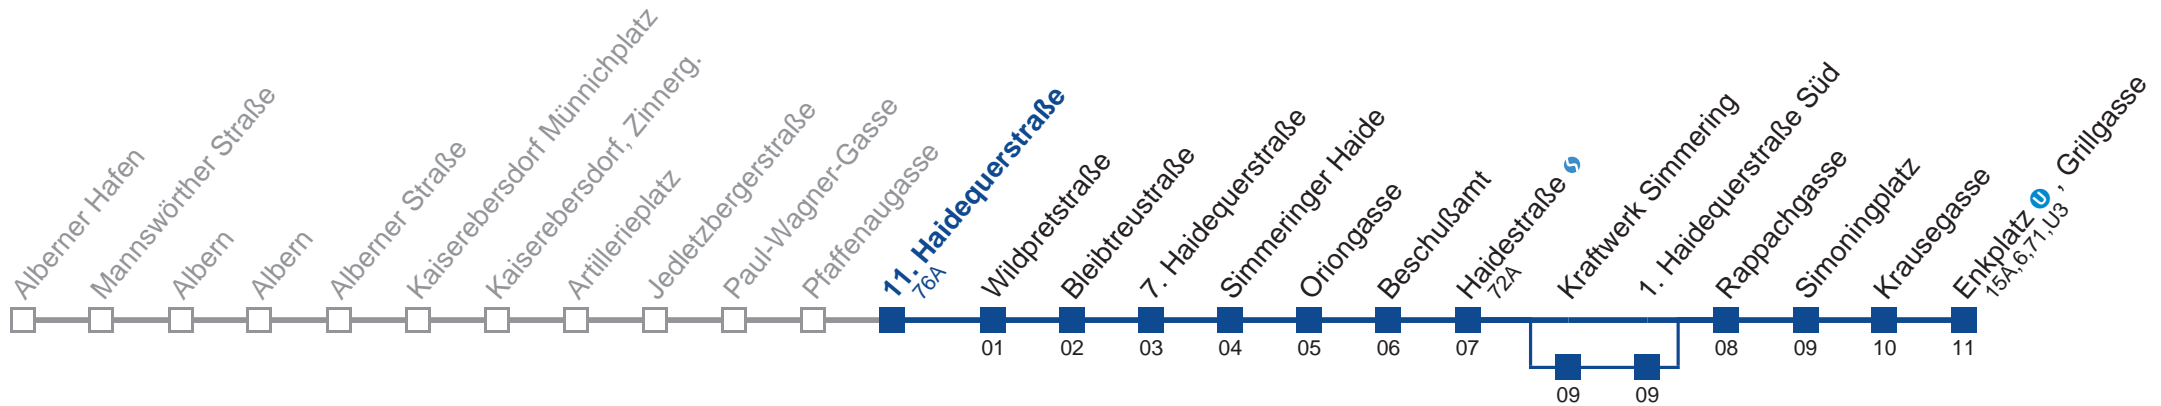 Alberner Hafen
Mannswörther Straße
Albern
Albern
Alberner Straße
Kaiserebersdorf Münnichplatz
Kaiserebersdorf, Zinnerg.
Artillerieplatz
Jedletzbergerstraße
Paul-Wagner-Gasse
Pfaffenaugasse
11. Haidequerstraße
76A
Wildpretstraße
Bleibtreustraße
7. Haidequerstraße
Simmeringer Haide
Oriongasse
Beschußamt
Haidestraße S
72A
Kraftwerk Simmering
1. Haidequerstraße Süd
Rappachgasse
Simoningplatz
Krausegasse
Enkplatz U , Grillgasse
15A,6,71,U3
01 02 03 04 05 06 07 08 09 10 11
09 09